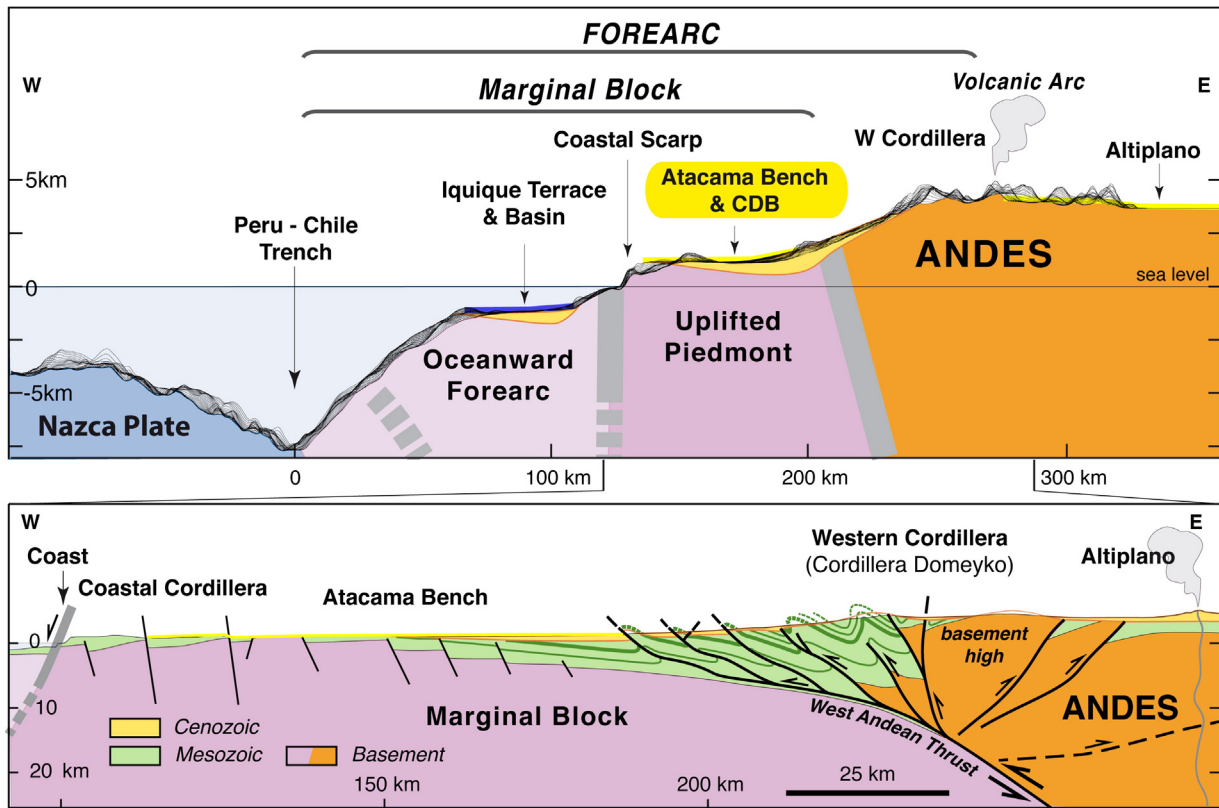 FOREARC
W
Marginal Block
Volcanic Arc
E
Coastal Scarp
W Cordillera
Altiplano
5km
Iquique Terrace
& Basin
Atacama Bench
& CDB
Peru - Chile
Trench
ANDES
sea level
0
Uplifted
Piedmont
Oceanward
Forearc
-5km
Nazca Plate
0
100 km
200 km
300 km
W
E
Coast
Western Cordillera
(Cordillera Domeyko)
Altiplano
Coastal Cordillera
Atacama Bench
0
basement
high
10
Marginal Block
ANDES
West Andean Thrust
Cenozoic
Mesozoic
Basement
20 km
150 km
200 km
25 km